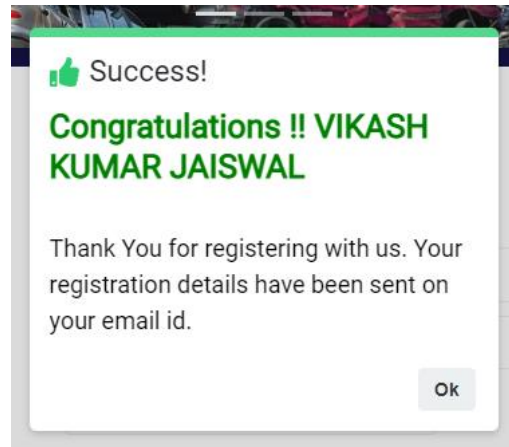 Success!
Congratulations !! VIKASH
KUMAR JAISWAL
Thank You for registering with us. Your
registration details have been sent on
your email id.
Ok